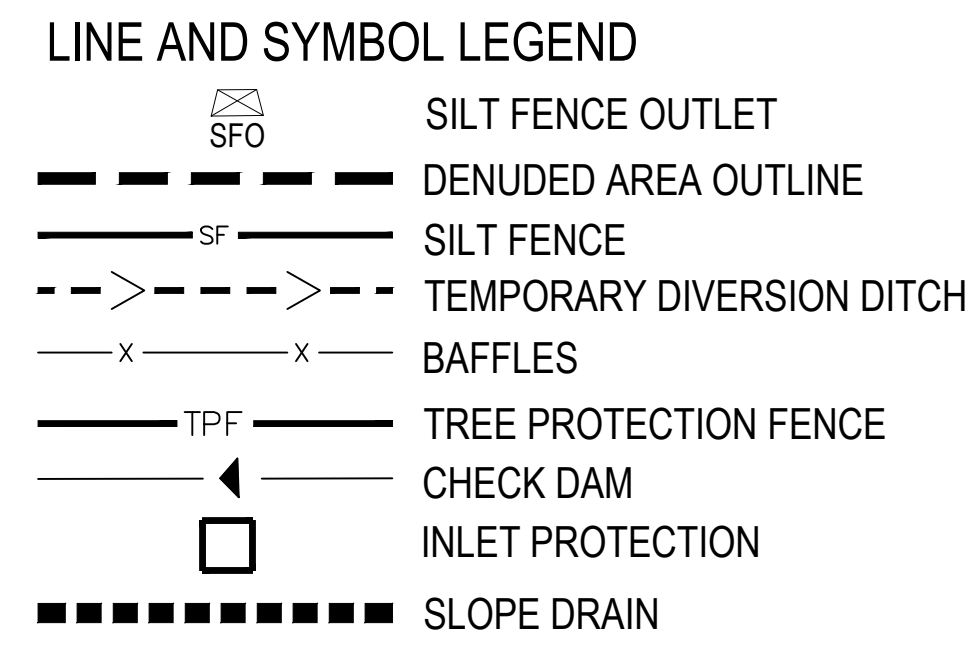 LINE AND SYMBOL LEGEND
SFO SILT FENCE OUTLET
DENUDED AREA OUTLINE
SF SILT FENCE
TEMPORARY DIVERSION DITCH
X X BAFFLES
TPF TREE PROTECTION FENCE
CHECK DAM
INLET PROTECTION
SLOPE DRAIN